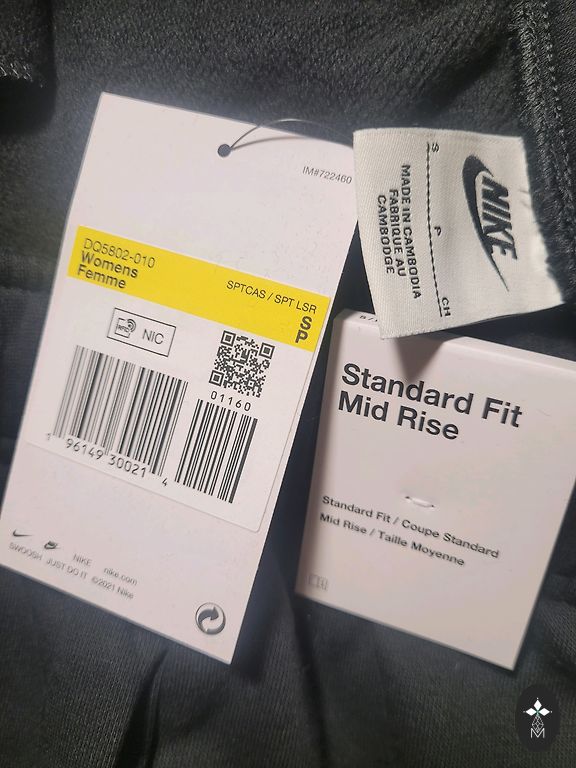 IM#722460
DQ5802-010
Womens
Femme
SPTCAS / SPT LSR
S
P
RFID
NIC
01160
1 96149 30021 4
NIKE nike.com
SWOOSH JUST DO IT ©2021 Nike
S P CH
NIKE
MADE IN CAMBODIA
FABRIQUÉ AU
CAMBODGE
Standard Fit
Mid Rise
Standard Fit / Coupe Standard
Mid Rise / Taille Moyenne
M